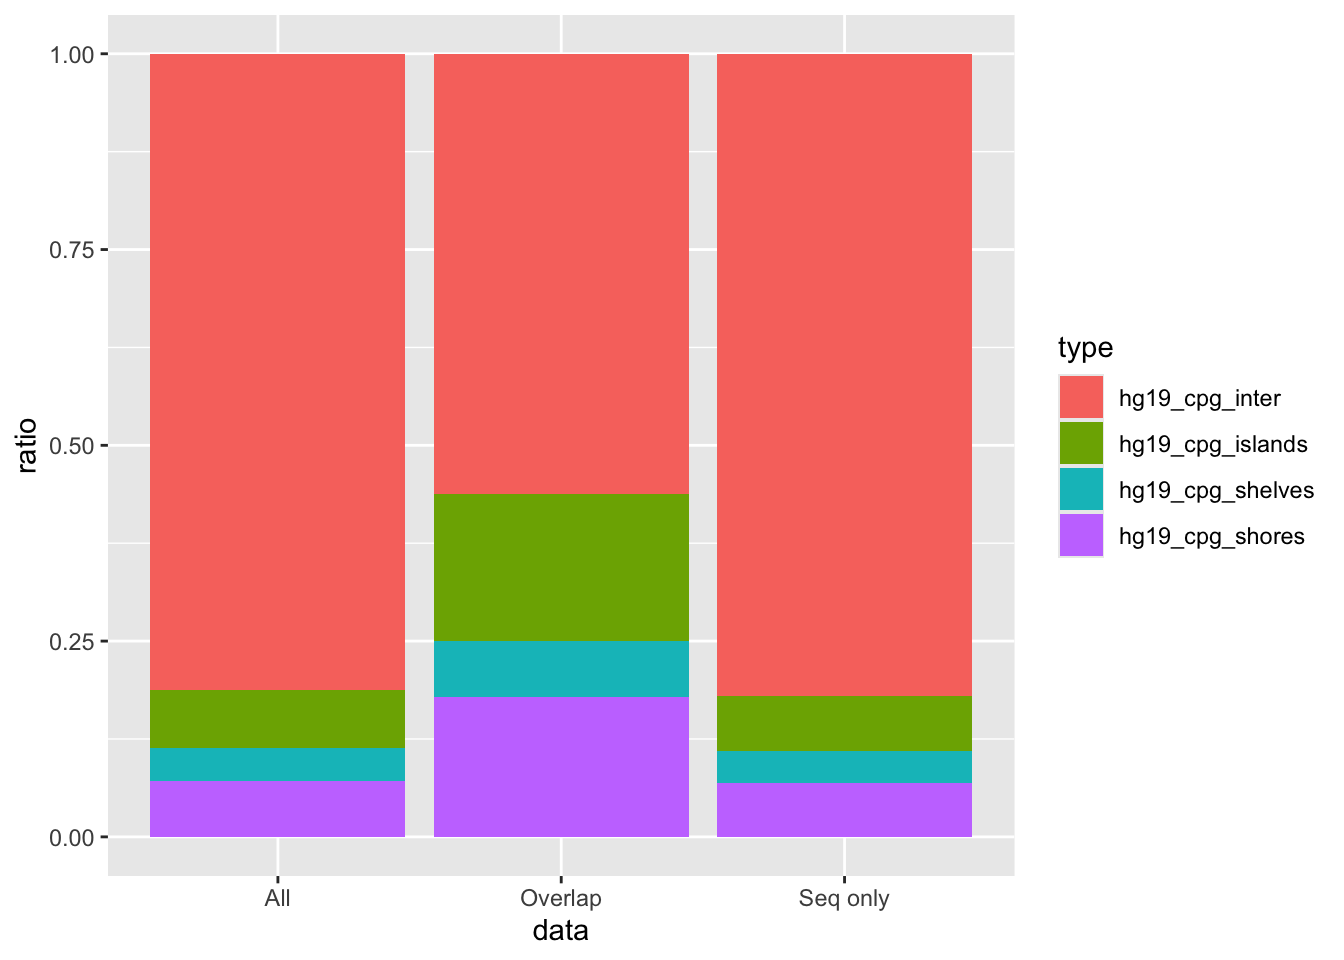 1.00
0.75
0.50
0.25
0.00
ratio
All
Overlap
Seq only
data
type
hg19_cpg_inter
hg19_cpg_islands
hg19_cpg_shelves
hg19_cpg_shores